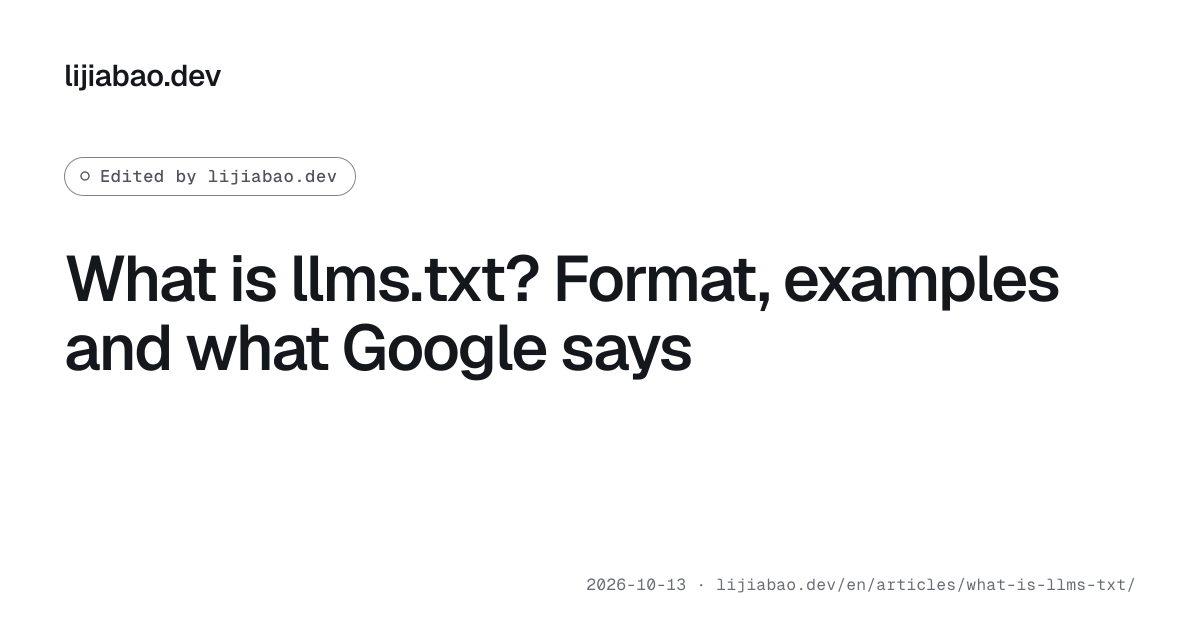 lijiabao.dev
Edited by lijiabao.dev
What is llms.txt? Format, examples
and what Google says
2026-10-13 · lijiabao.dev/en/articles/what-is-llms-txt/